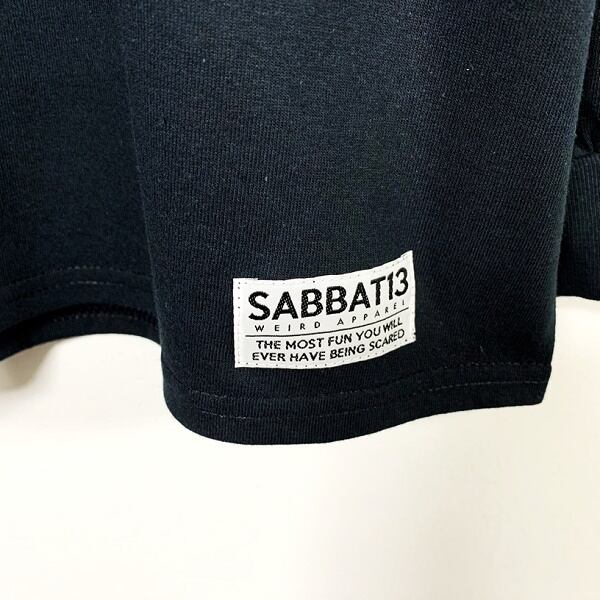 SABBAT13
WEIRD APPAREL
THE MOST FUN YOU WILL
EVER HAVE BEING SCARED